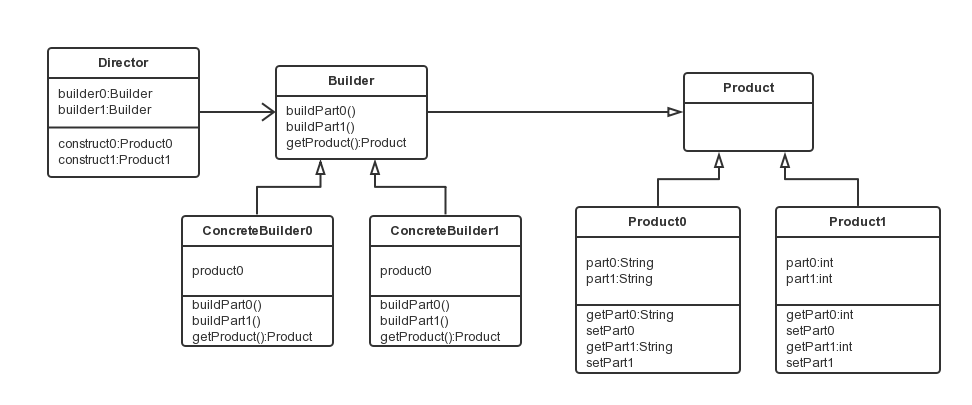 Director
builder0:Builder
builder1:Builder
construct0:Product0
construct1:Product1
Builder
buildPart0()
buildPart1()
getProduct():Product
Product
ConcreteBuilder0
product0
buildPart0()
buildPart1()
getProduct():Product
ConcreteBuilder1
product0
buildPart0()
buildPart1()
getProduct():Product
Product0
part0:String
part1:String
getPart0:String
setPart0
getPart1:String
setPart1
Product1
part0:int
part1:int
getPart0:int
setPart0
getPart1:int
setPart1